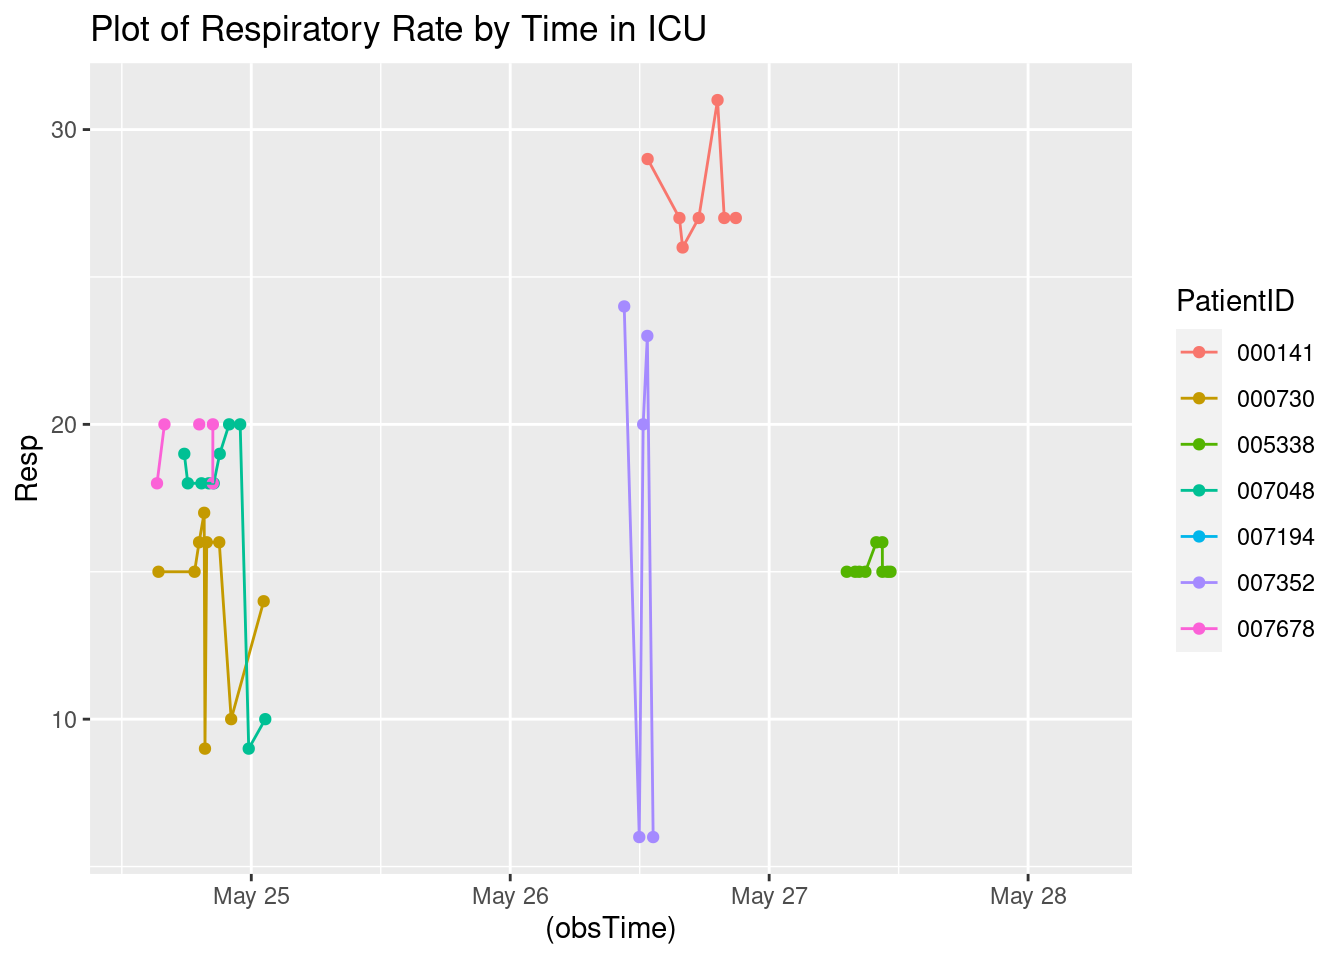 Plot of Respiratory Rate by Time in ICU
30
20
10
Resp
May 25
May 26
May 27
May 28
(obsTime)
PatientID
000141
000730
005338
007048
007194
007352
007678